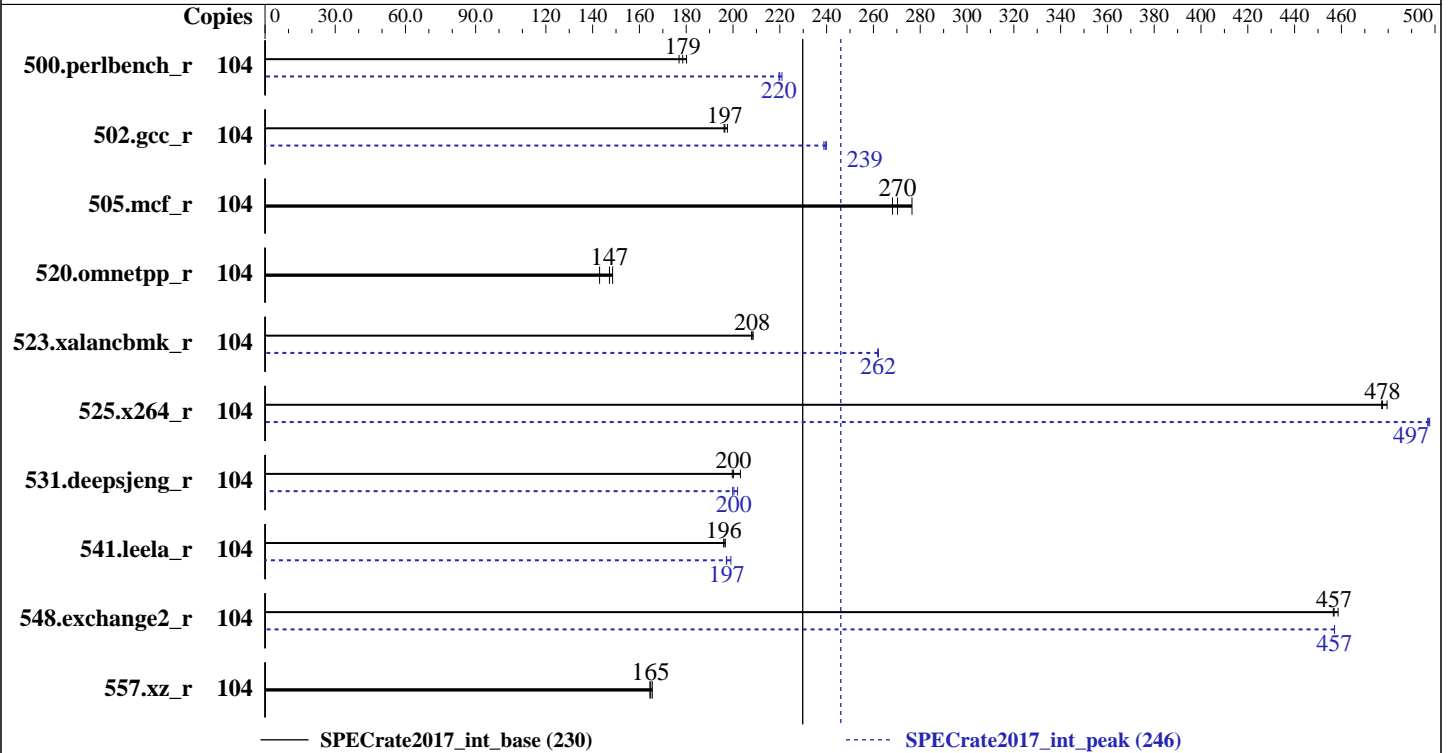 Copies 0 30.0 60.0 90.0 120 140 160 180 200 220 240 260 280 300 320 340 360 380 400 420 440 460 500
179
500.perlbench_r 104
220
197
502.gcc_r 104
239
270
505.mcf_r 104
147
520.omnetpp_r 104
208
523.xalancbmk_r 104
262
478
525.x264_r 104
497
200
531.deepsjeng_r 104
200
196
541.leela_r 104
197
457
548.exchange2_r 104
457
165
557.xz_r 104
SPECrate2017_int_base (230) SPECrate2017_int_peak (246)